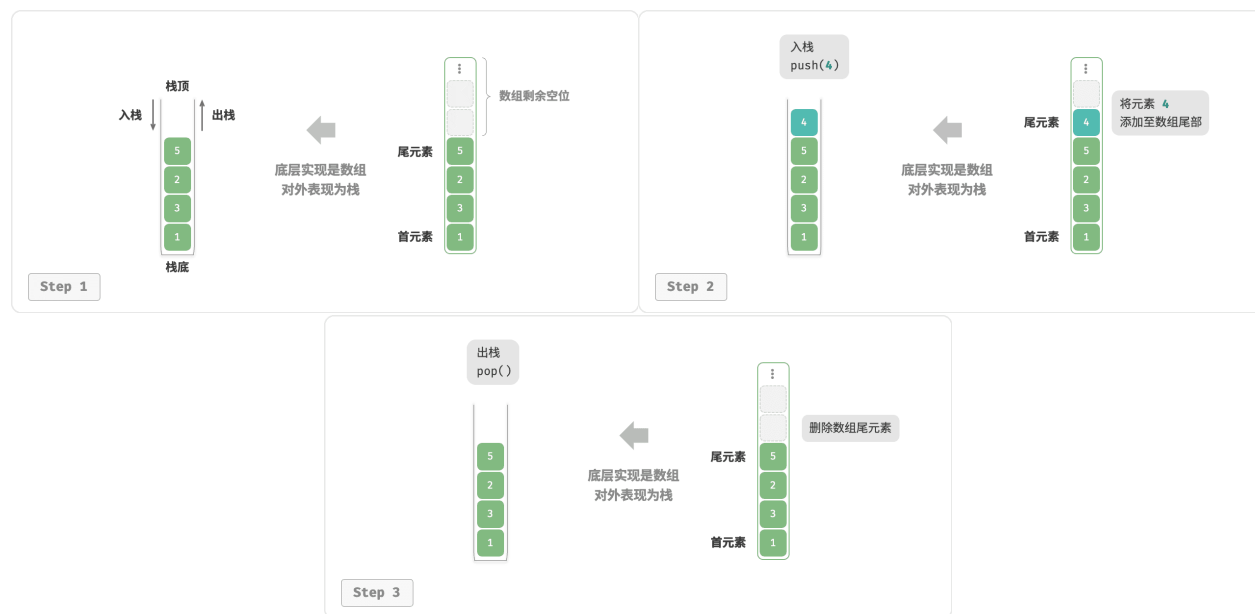 栈顶
入栈
出栈
5
2
3
1
栈底
底层实现是数组
对外表现为栈
⋮
数组剩余空位
尾元素
5
2
3
首元素
1
Step 1
入栈
push(4)
4
5
2
3
1
底层实现是数组
对外表现为栈
⋮
尾元素
4
5
2
3
首元素
1
将元素 4
添加至数组尾部
Step 2
出栈
pop()
5
2
3
1
底层实现是数组
对外表现为栈
⋮
删除数组尾元素
尾元素
5
2
3
首元素
1
Step 3